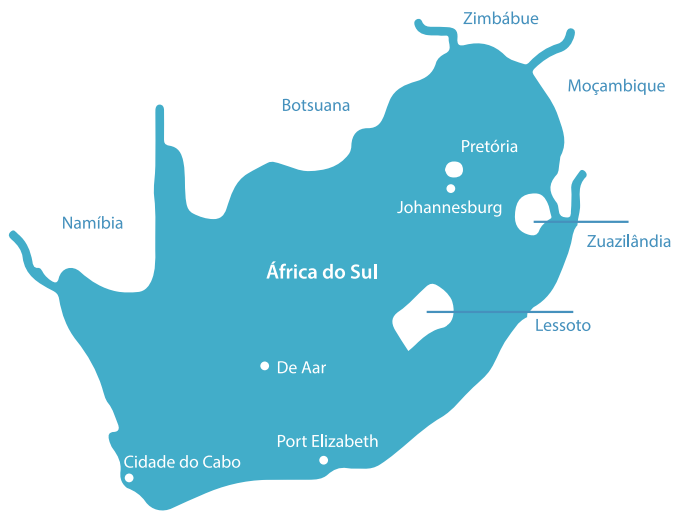 Zimbábue
Moçambique
Botsuana
Pretória
Johannesburg
Namíbia
Zuazilândia
África do Sul
Lessoto
De Aar
Port Elizabeth
Cidade do Cabo